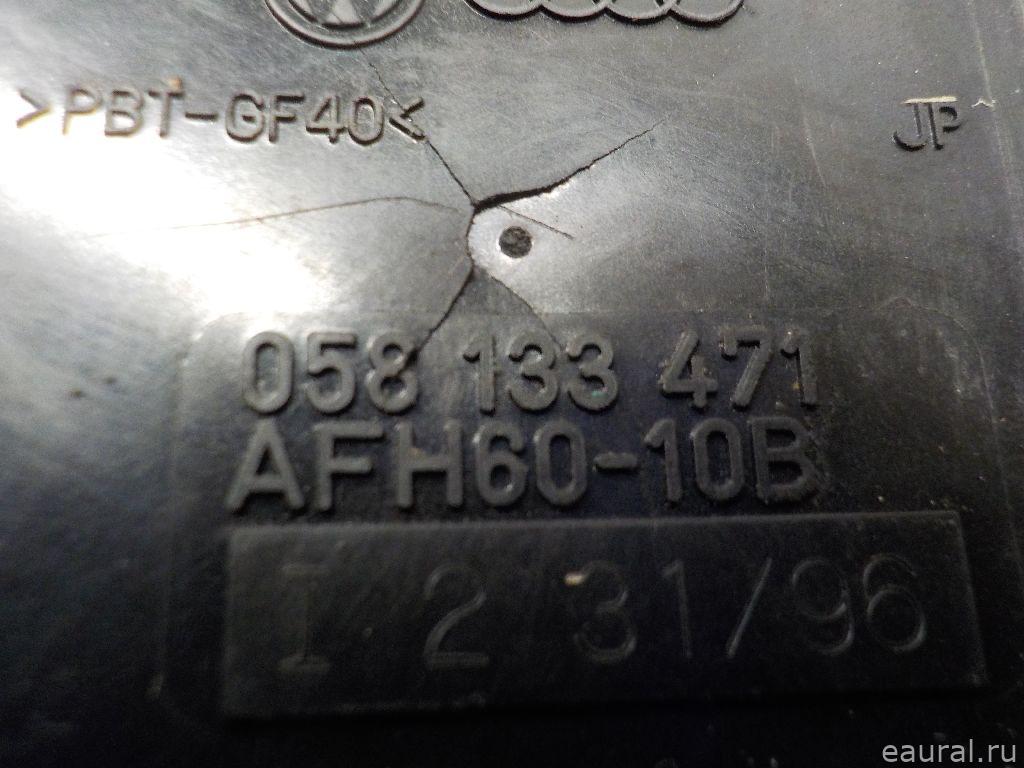 >PBT-GF40<
JP
058 133 471
AFH60-10B
I 2 31/96
eaural.ru